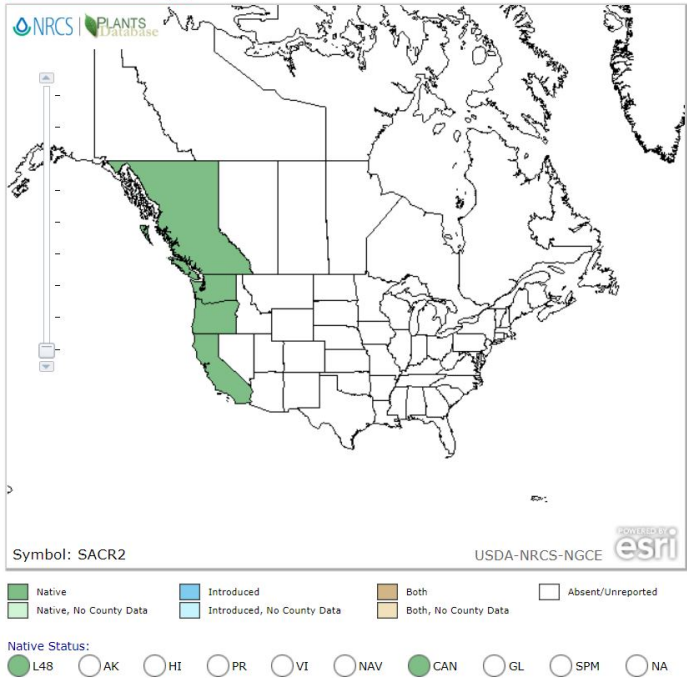 NRCS | PLANTS
Database
POWERED BY
esri
Symbol: SACR2
USDA-NRCS-NGCE
Native
Introduced
Both
Absent/Unreported
Native, No County Data
Introduced, No County Data
Both, No County Data
Native Status:
L48 AK HI PR VI NAV CAN GL SPM NA